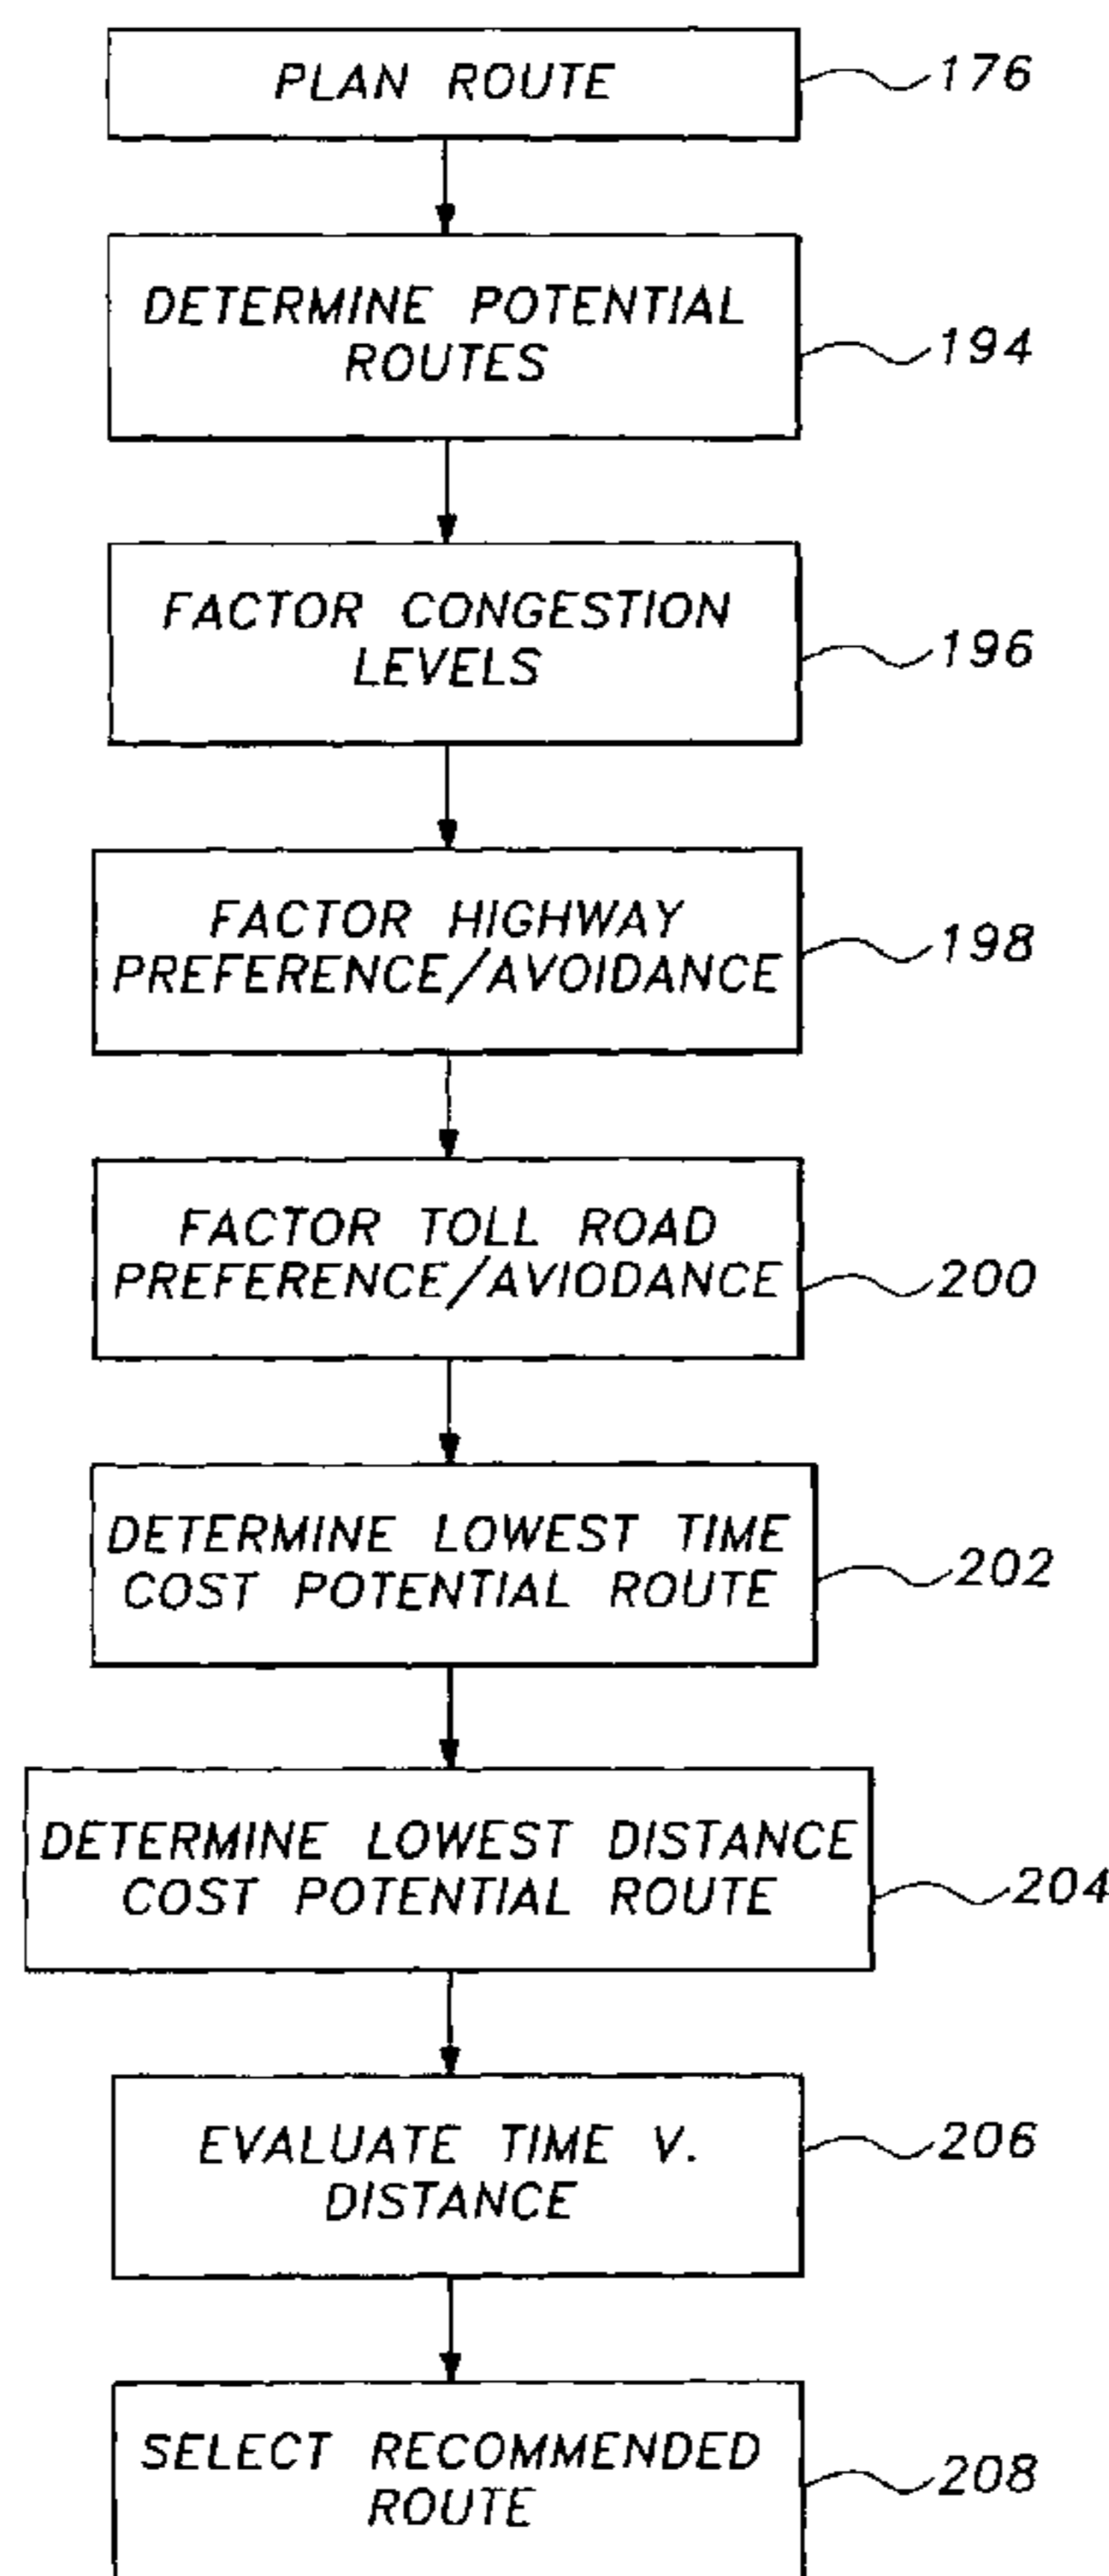 PLAN ROUTE
176
DETERMINE POTENTIAL
ROUTES
194
FACTOR CONGESTION
LEVELS
196
FACTOR HIGHWAY
PREFERENCE/AVOIDANCE
198
FACTOR TOLL ROAD
PREFERENCE/AVIODANCE
200
DETERMINE LOWEST TIME
COST POTENTIAL ROUTE
202
DETERMINE LOWEST DISTANCE
COST POTENTIAL ROUTE
204
EVALUATE TIME V.
DISTANCE
206
SELECT RECOMMENDED
ROUTE
208